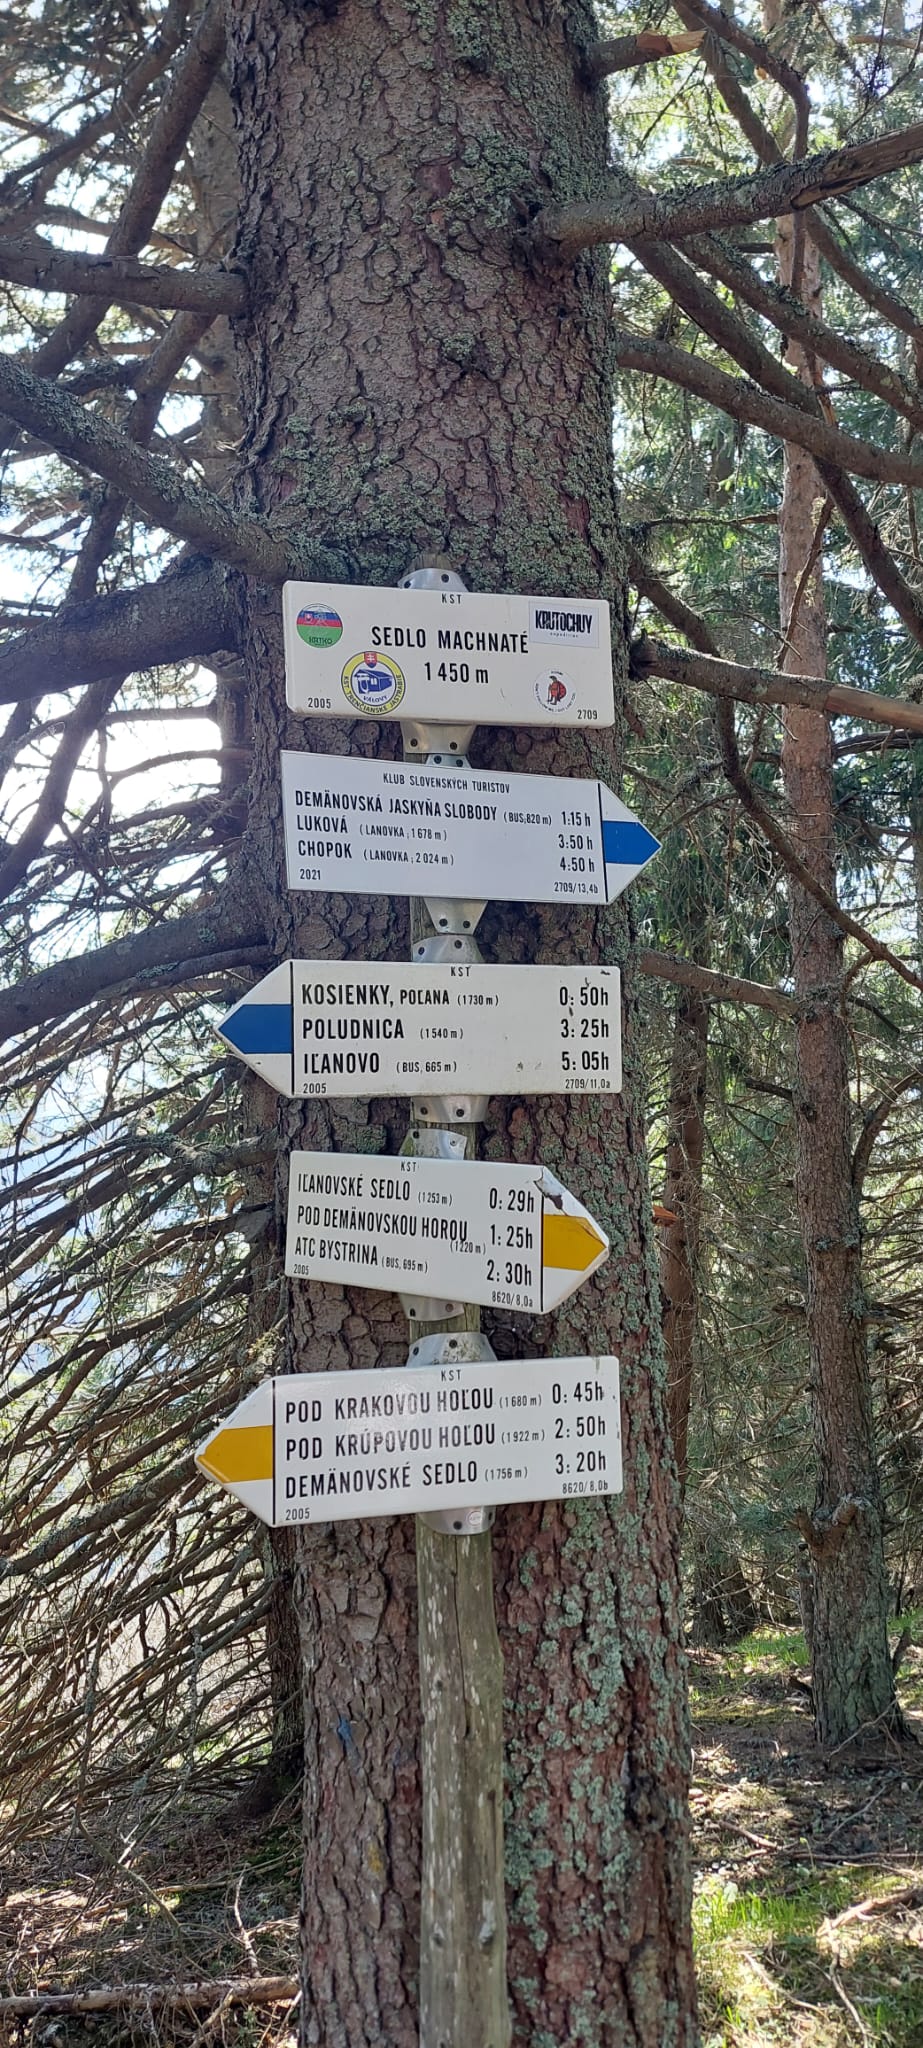 KST
KRUTOCHUY
expedition
SEDLO MACHNATÉ
1 450 m
KST TRENČIANSKE JASTRABIE
VÁLOVY
2005
2709
KLUB SLOVENSKÝCH TURISTOV
DEMÄNOVSKÁ JASKYŇA SLOBODY (BUS,820 m) 1:15 h
LUKOVÁ (LANOVKA, 1 678 m) 3:50 h
CHOPOK (LANOVKA, 2 024 m) 4:50 h
2021 2709/13,4b
KST
KOSIENKY, POĽANA (1730 m) 0:50h
POLUDNICA (1540 m) 3:25h
IĽANOVO (BUS, 665 m) 5:05h
2005 2709/11,0a
KST
IĽANOVSKÉ SEDLO (1253 m) 0:29h
POD DEMÄNOVSKOU HOROU (1220 m) 1:25h
ATC BYSTRINA (BUS, 695 m) 2:30h
2005 8620/8,0a
KST
POD KRAKOVOU HOĽOU (1680 m) 0:45h
POD KRÚPOVOU HOĽOU (1922 m) 2:50h
DEMÄNOVSKÉ SEDLO (1756 m) 3:20h
2005 8620/8,0b